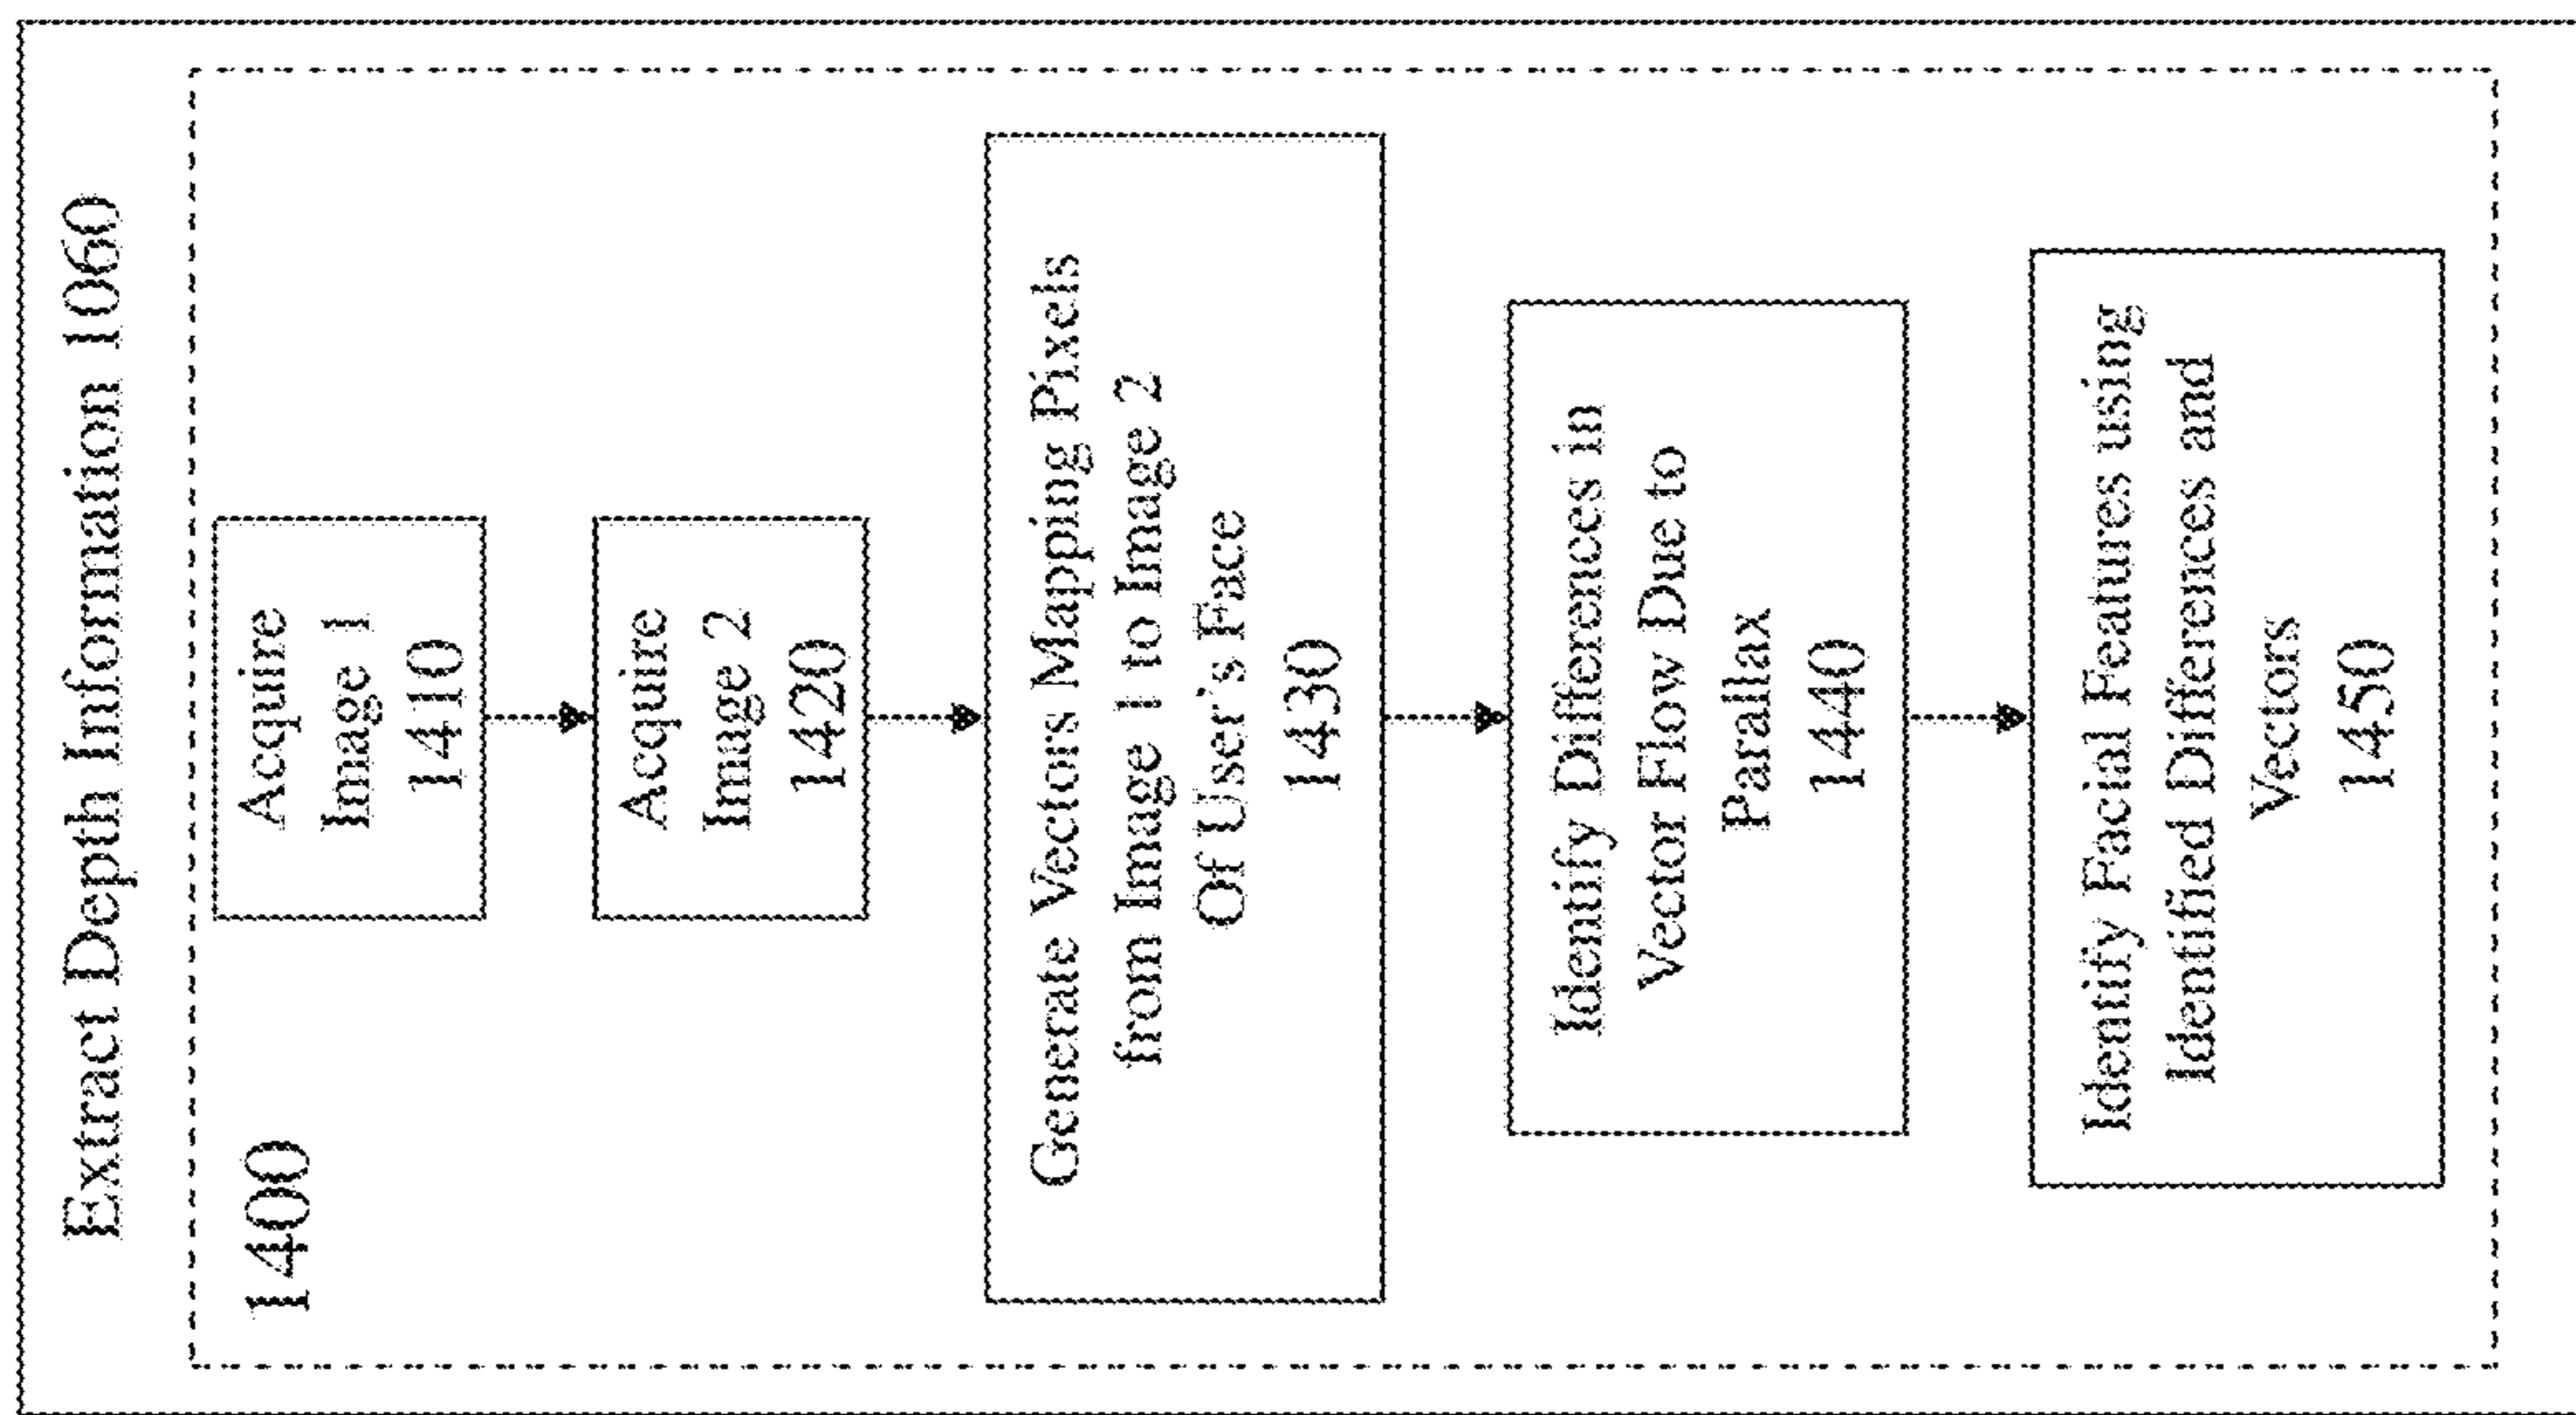 Extract Depth Information 1060
1400
Acquire
Image 1
1410
Acquire
Image 2
1420
Generate Vectors Mapping Pixels
from Image 1 to Image 2
Of User's Face
1430
Identify Differences in
Vector Flow Due to
Parallax
1440
Identify Facial Features using
Identified Differences and
Vectors
1450